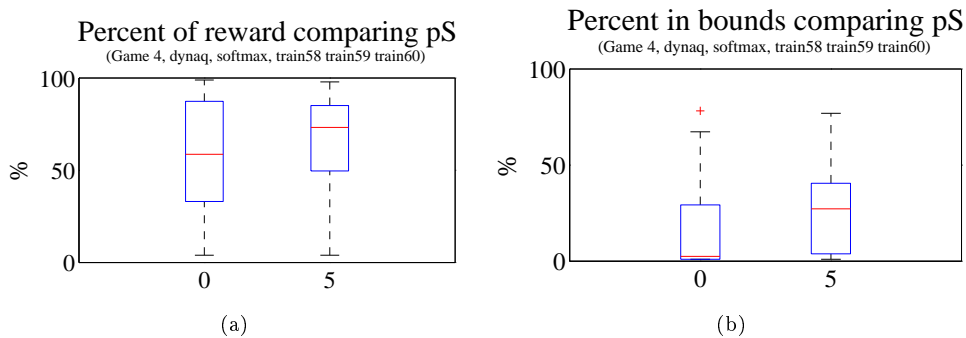 Percent of reward comparing pS
(Game 4, dynaq, softmax, train58 train59 train60)
100
50
0
%
0 5
(a)
Percent in bounds comparing pS
(Game 4, dynaq, softmax, train58 train59 train60)
100
50
0
%
0 5
(b)